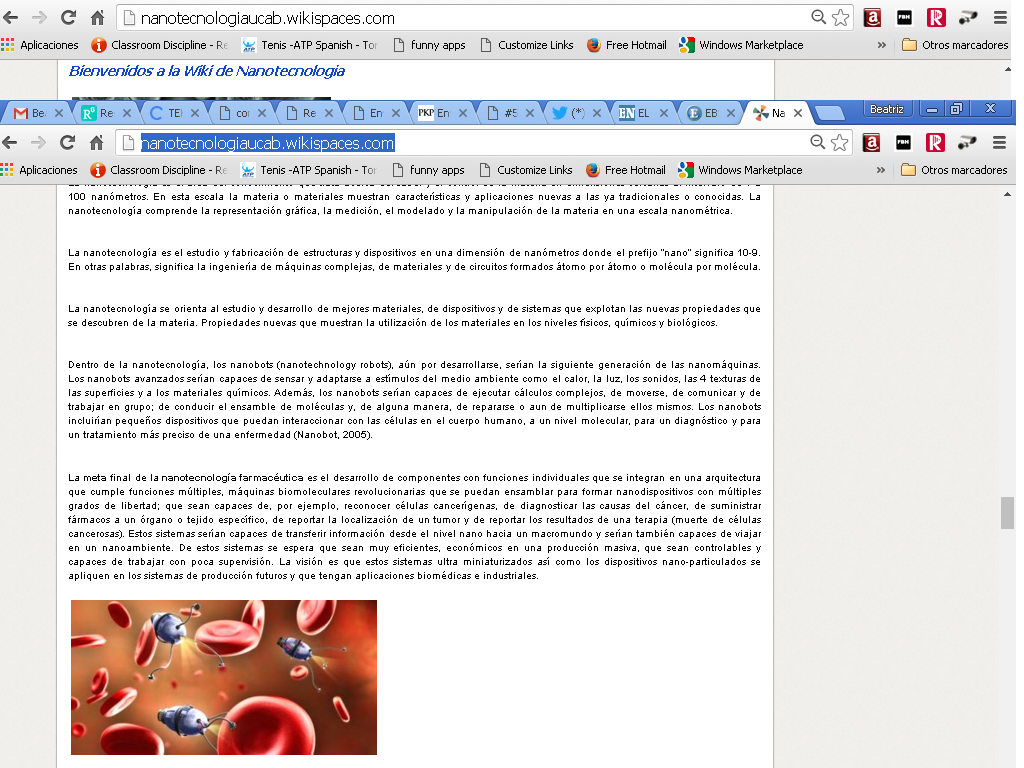 nanotecnologiaucab.wikispaces.com
Aplicaciones Classroom Discipline - Re Tenis -ATP Spanish - Tor funny apps Customize Links Free Hotmail Windows Marketplace » Otros marcadores
Bienvenidos a la Wiki de Nanotecnologia
Be Re TEI coi Re En PKP En #5 (*) EN EL EB Na Beatriz
nanotecnologiaucab.wikispaces.com
Aplicaciones Classroom Discipline - Re Tenis -ATP Spanish - Tor funny apps Customize Links Free Hotmail Windows Marketplace » Otros marcadores
100 nanómetros. En esta escala la materia o materiales muestran características y aplicaciones nuevas a las ya tradicionales o conocidas. La
nanotecnología comprende la representación gráfica, la medición, el modelado y la manipulación de la materia en una escala nanométrica.
La nanotecnología es el estudio y fabricación de estructuras y dispositivos en una dimensión de nanómetros donde el prefijo "nano" significa 10-9.
En otras palabras, significa la ingeniería de máquinas complejas, de materiales y de circuitos formados átomo por átomo o molécula por molécula.
La nanotecnología se orienta al estudio y desarrollo de mejores materiales, de dispositivos y de sistemas que explotan las nuevas propiedades que
se descubren de la materia. Propiedades nuevas que muestran la utilización de los materiales en los niveles físicos, químicos y biológicos.
Dentro de la nanotecnología, los nanobots (nanotechnology robots), aún por desarrollarse, serían la siguiente generación de las nanomáquinas.
Los nanobots avanzados serían capaces de sensar y adaptarse a estímulos del medio ambiente como el calor, la luz, los sonidos, las 4 texturas de
las superficies y a los materiales químicos. Además, los nanobots serían capaces de ejecutar cálculos complejos, de moverse, de comunicar y de
trabajar en grupo; de conducir el ensamble de moléculas y, de alguna manera, de repararse o aun de multiplicarse ellos mismos. Los nanobots
incluirían pequeños dispositivos que puedan interaccionar con las células en el cuerpo humano, a un nivel molecular, para un diagnóstico y para
un tratamiento más preciso de una enfermedad (Nanobot, 2005).
La meta final de la nanotecnología farmacéutica es el desarrollo de componentes con funciones individuales que se integran en una arquitectura
que cumple funciones múltiples, máquinas biomoleculares revolucionarias que se puedan ensamblar para formar nanodispositivos con múltiples
grados de libertad; que sean capaces de, por ejemplo, reconocer células cancerígenas, de diagnosticar las causas del cáncer, de suministrar
fármacos a un órgano o tejido específico, de reportar la localización de un tumor y de reportar los resultados de una terapia (muerte de células
cancerosas). Estos sistemas serían capaces de transferir información desde el nivel nano hacia un macromundo y serían también capaces de viajar
en un nanoambiente. De estos sistemas se espera que sean muy eficientes, económicos en una producción masiva, que sean controlables y
capaces de trabajar con poca supervisión. La visión es que estos sistemas ultra miniaturizados así como los dispositivos nano-particulados se
apliquen en los sistemas de producción futuros y que tengan aplicaciones biomédicas e industriales.